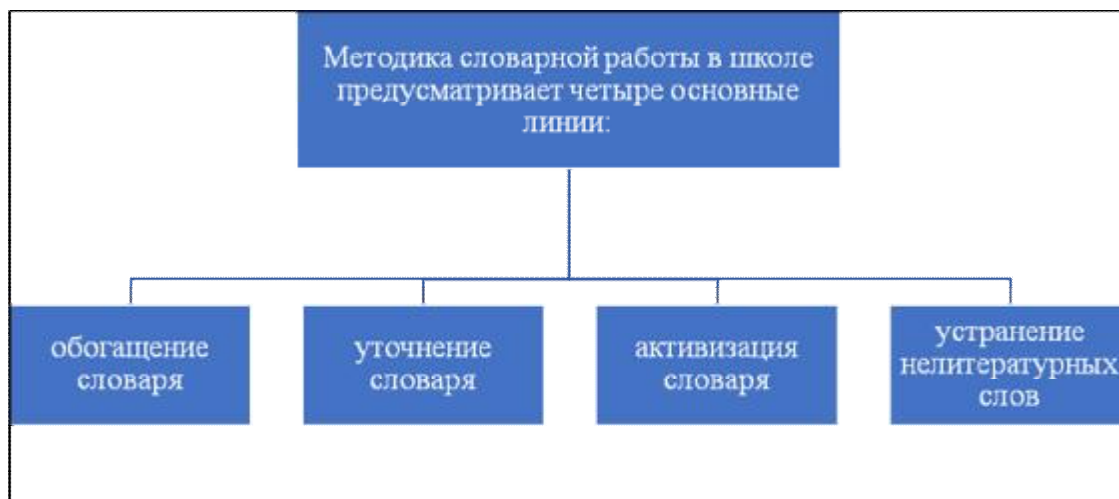 Методика словарной работы в школе
предусматривает четыре основные
линии:
обогащение
словаря
уточнение
словаря
активизация
словаря
устранение
нелитературных
слов